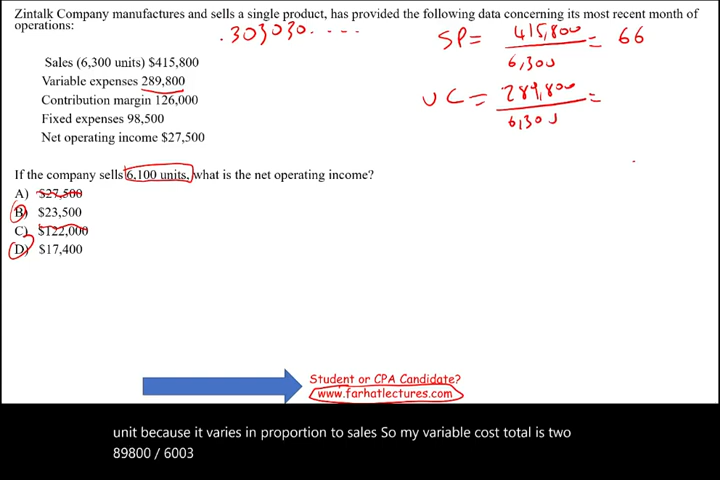 Zintalk Company manufactures and sells a single product, has provided the following data concerning its most recent month of
operations:
.303030. ...
SP = 415,800 / 6,300 = 66
Sales (6,300 units) $415,800
Variable expenses 289,800
VC = 289,800 / 6,300 =
Contribution margin 126,000
Fixed expenses 98,500
Net operating income $27,500
If the company sells 6,100 units, what is the net operating income?
A) $27,500
B) $23,500
C) $122,000
D) $17,400
Student or CPA Candidate?
www.farhatlectures.com
unit because it varies in proportion to sales So my variable cost total is two
89800 / 6003